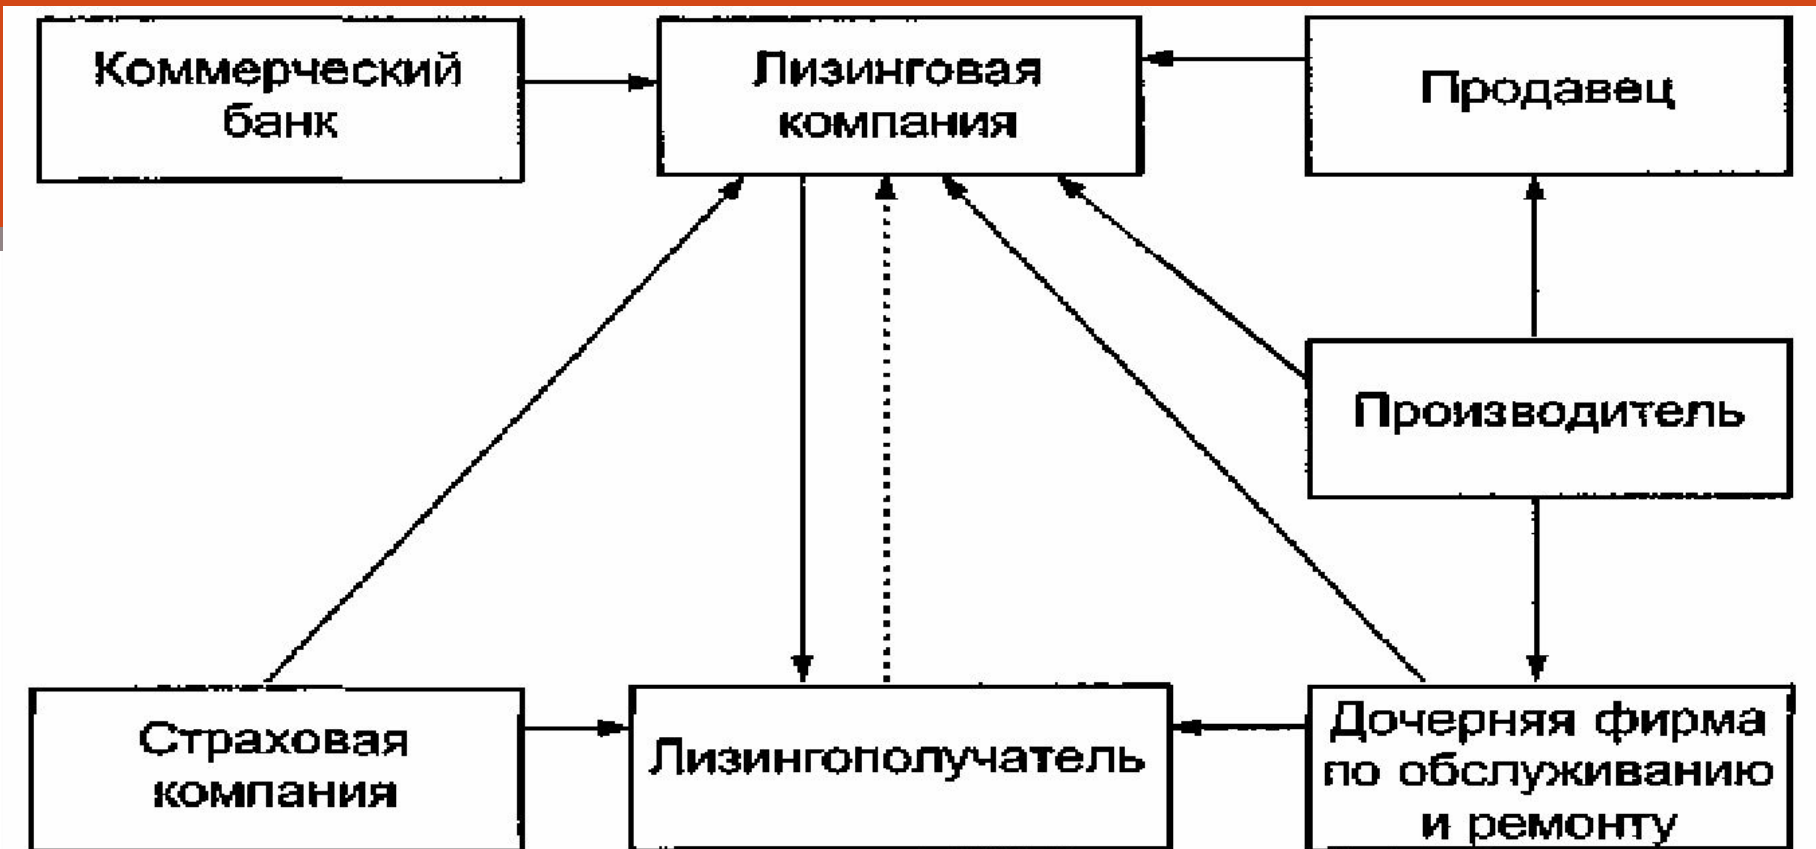 Коммерческий
банк
Лизинговая
компания
Продавец
Производитель
Страховая
компания
Лизингополучатель
Дочерняя фирма
по обслуживанию
и ремонту